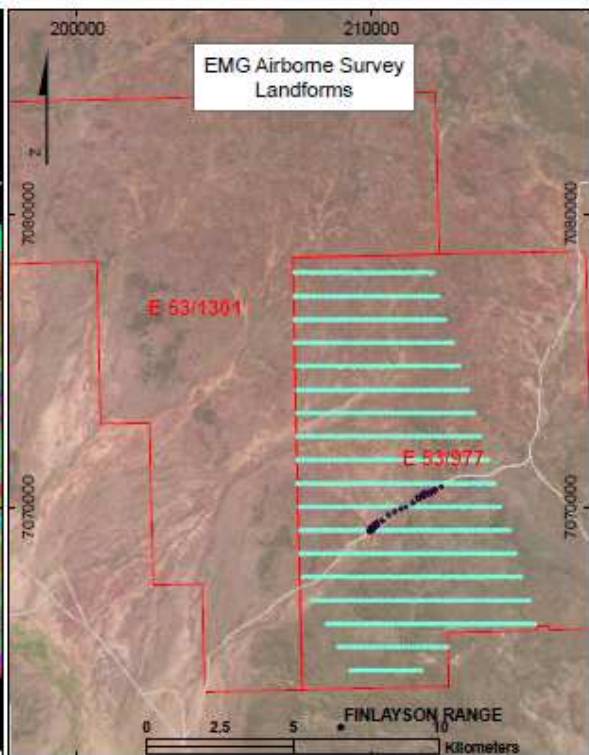 200000 210000
EMG Airborne Survey
Landforms
N
7080000 7080000
E 53/1301
E 53/977
7070000 7070000
FINLAYSON RANGE
0 2.5 5 10
Kilometers